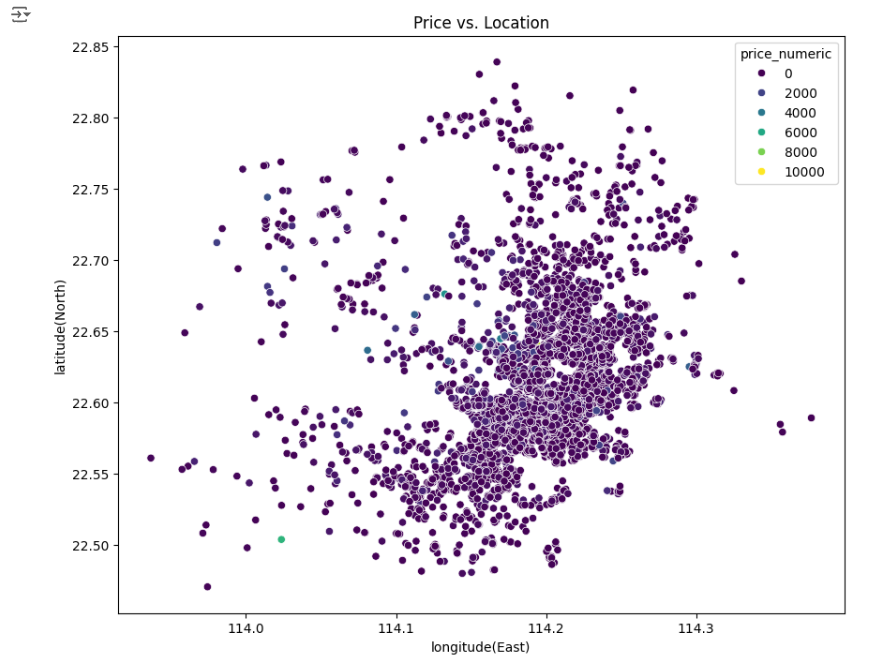 Price vs. Location
price_numeric
0
2000
4000
6000
8000
10000
22.85
22.80
22.75
22.70
22.65
22.60
22.55
22.50
latitude(North)
114.0 114.1 114.2 114.3
longitude(East)